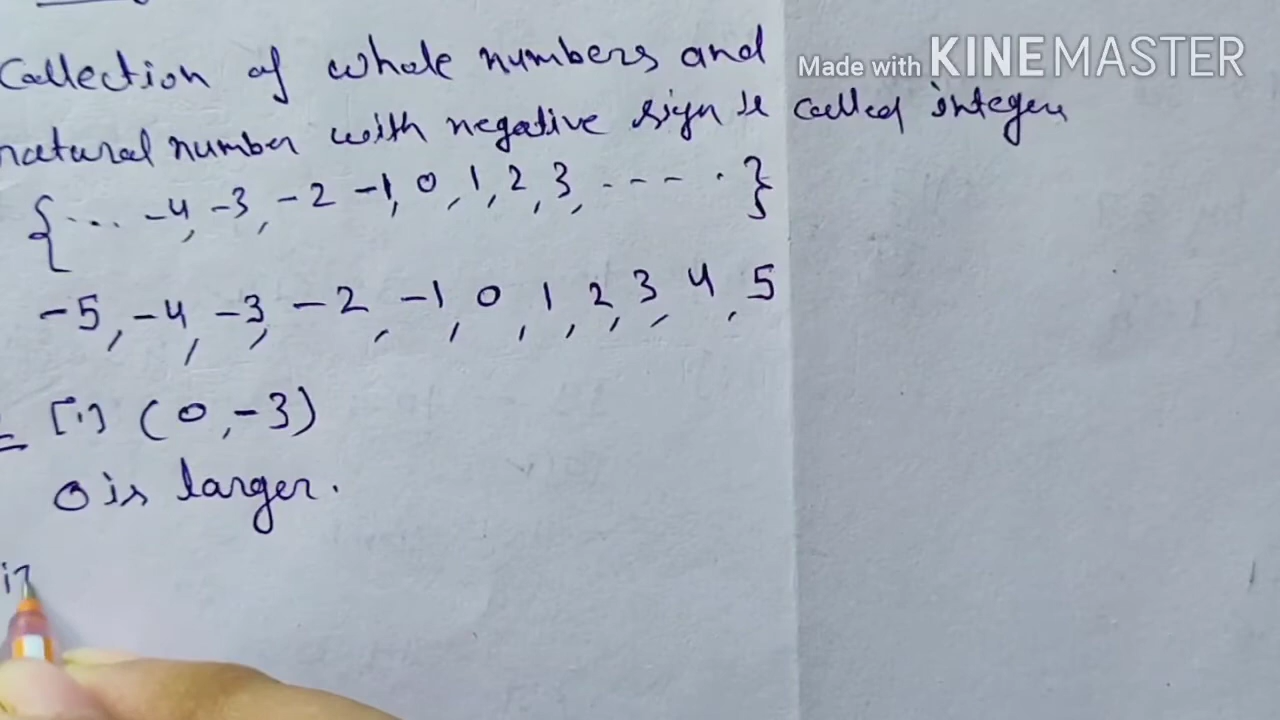 Collection of whole numbers and
Made with KINEMASTER
natural number with negative sign is called integers
{... -4, -3, -2 -1, 0, 1, 2, 3, ---- . }
-5, -4, -3, -2, -1, 0, 1, 2, 3, 4, 5
[i] (0, -3)
0 is larger.